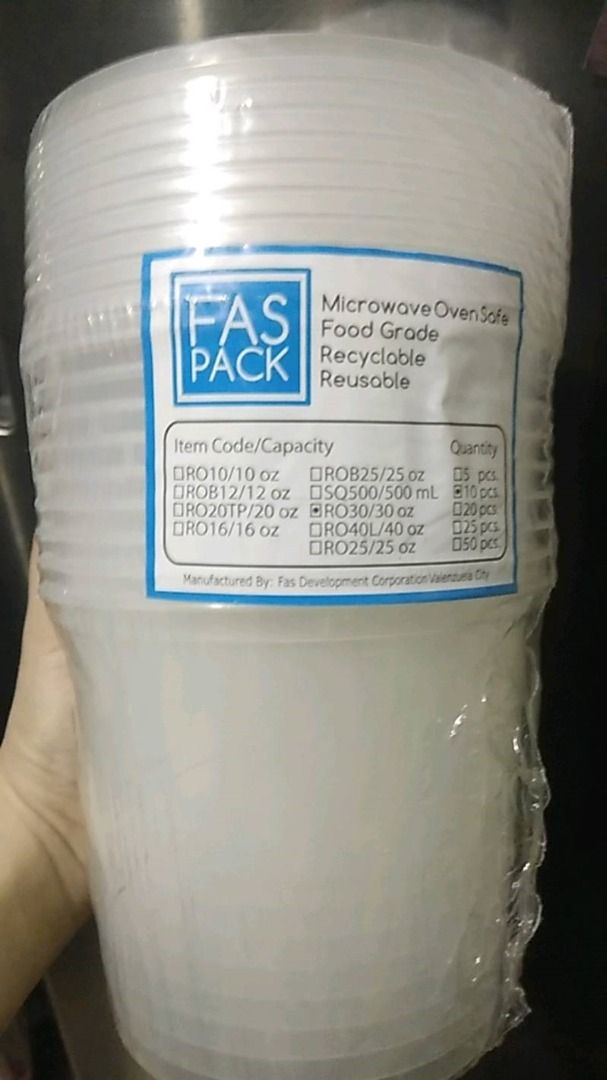 FAS
PACK
Microwave Oven Safe
Food Grade
Recyclable
Reusable
Item Code/Capacity Quantity
☐RO10/10 oz ☐ROB25/25 oz ☐5 pcs.
☐ROB12/12 oz ☐SQ500/500 mL ▣10 pcs.
☐RO20TP/20 oz ▣RO30/30 oz ☐20 pcs.
☐RO16/16 oz ☐RO40L/40 oz ☐25 pcs.
☐RO25/25 oz ☐50 pcs.
Manufactured By: Fas Development Corporation Valenzuela City